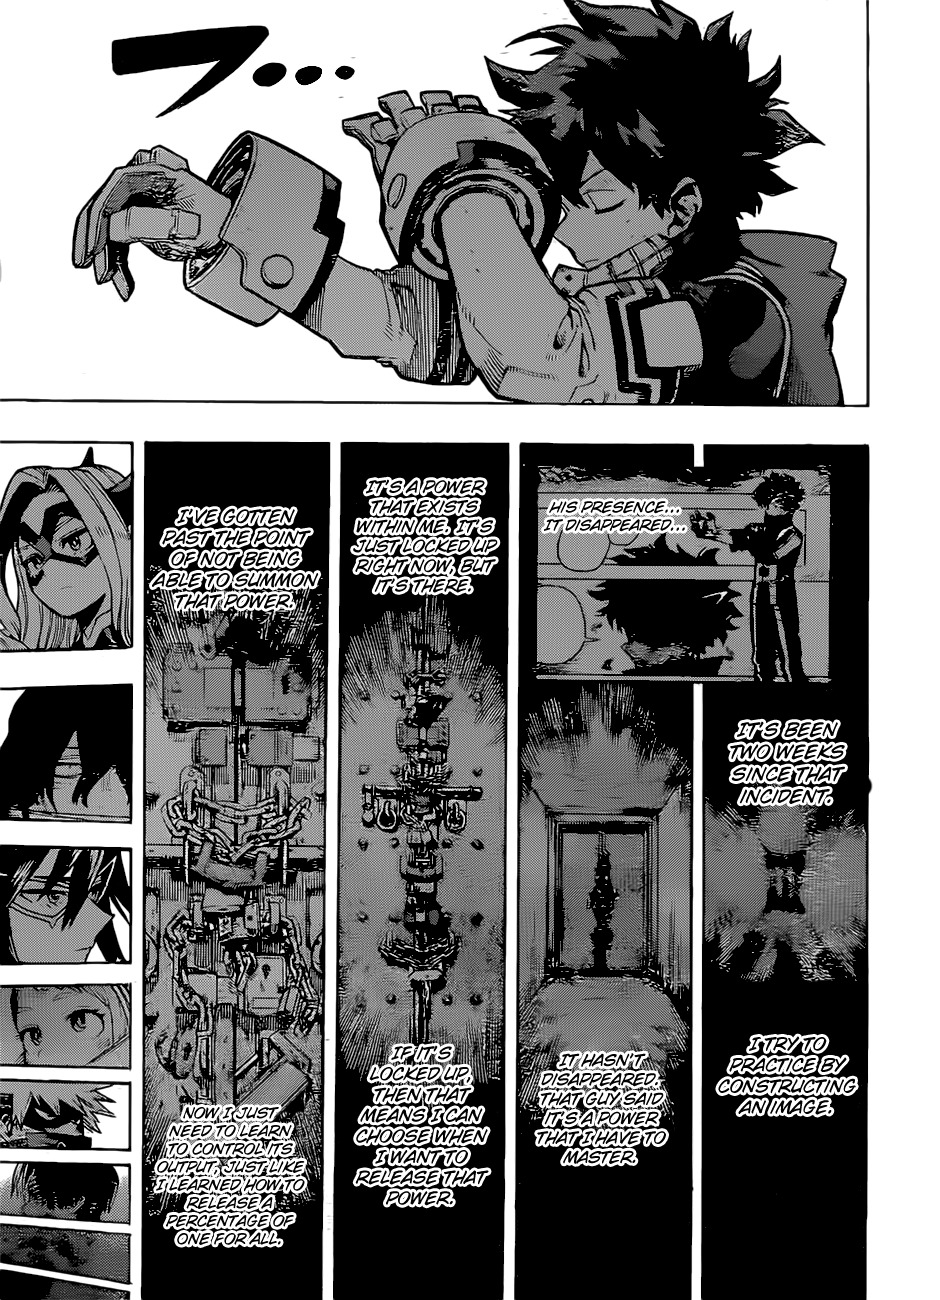 フ...
HIS PRESENCE...
IT DISAPPEARED...
IT'S BEEN
TWO WEEKS
SINCE THAT
INCIDENT.
I TRY TO
PRACTICE BY
CONSTRUCTING
AN IMAGE.
IT HASN'T
DISAPPEARED.
THAT GUY SAID
IT'S A POWER
THAT I HAVE TO
MASTER.
IT'S A POWER
THAT EXISTS
WITHIN ME. IT'S
JUST LOCKED UP
RIGHT NOW, BUT
IT'S THERE.
IF IT'S
LOCKED UP,
THEN THAT
MEANS I CAN
CHOOSE WHEN
I WANT TO
RELEASE THAT
POWER.
I'VE GOTTEN
PAST THE POINT
OF NOT BEING
ABLE TO SUMMON
THAT POWER.
NOW I JUST
NEED TO LEARN
TO CONTROL ITS
OUTPUT, JUST LIKE
I LEARNED HOW TO
RELEASE A
PERCENTAGE OF
ONE FOR ALL.